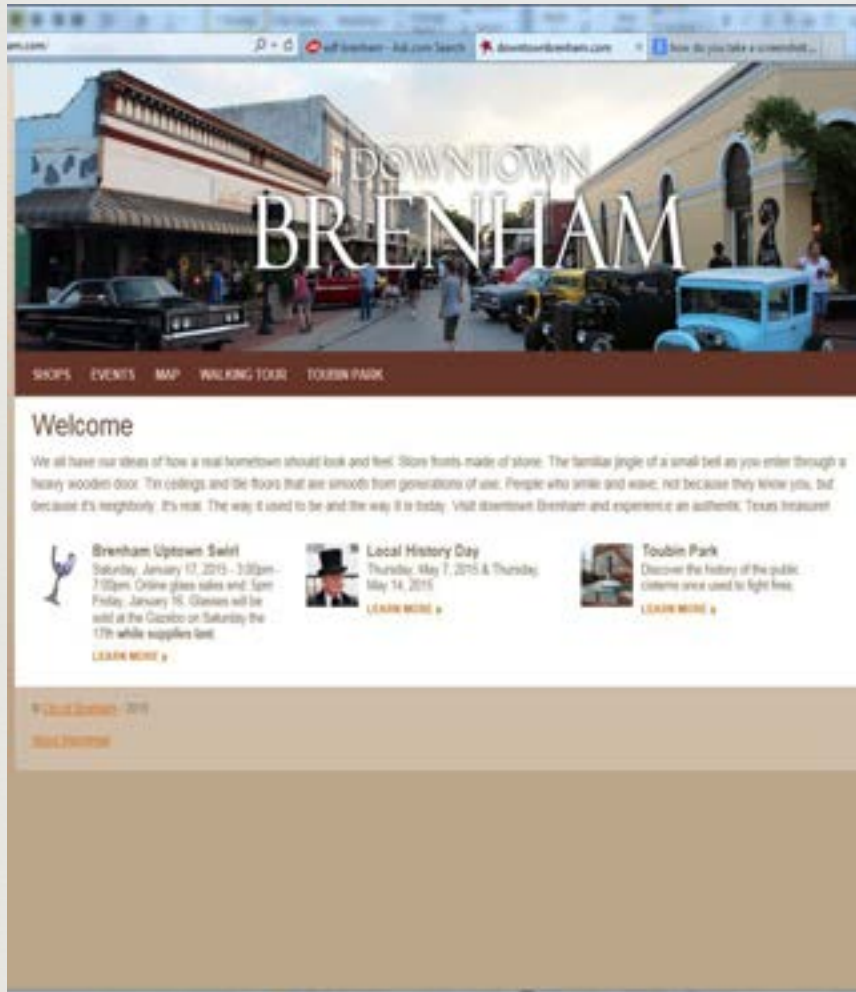 am.com/
brenham - Ask.com Search
downtownbrenham.com
how do you take a screenshot...
DOWNTOWN
BRENHAM
SHOPS EVENTS MAP WALKING TOUR TOUBIN PARK
Welcome
We all have our ideas of how a real hometown should look and feel. Store fronts made of stone. The familiar jingle of a small bell as you enter through a
heavy wooden door. Tin ceilings and tile floors that are smooth from generations of use. People who smile and wave, not because they know you, but
because it's neighborly. It's real. The way it used to be and the way it is today. Visit downtown Brenham and experience an authentic Texas treasure!
Brenham Uptown Swirl
Saturday, January 17, 2015 - 3:00pm -
7:00pm. Online glass sales end: 5pm
Friday, January 16. Glasses will be
sold at the Gazebo on Saturday the
17th while supplies last.
LEARN MORE
Local History Day
Thursday, May 7, 2015 & Thursday,
May 14, 2015
LEARN MORE
Toubin Park
Discover the history of the public
cisterns once used to fight fires.
LEARN MORE
© City of Brenham - 2015